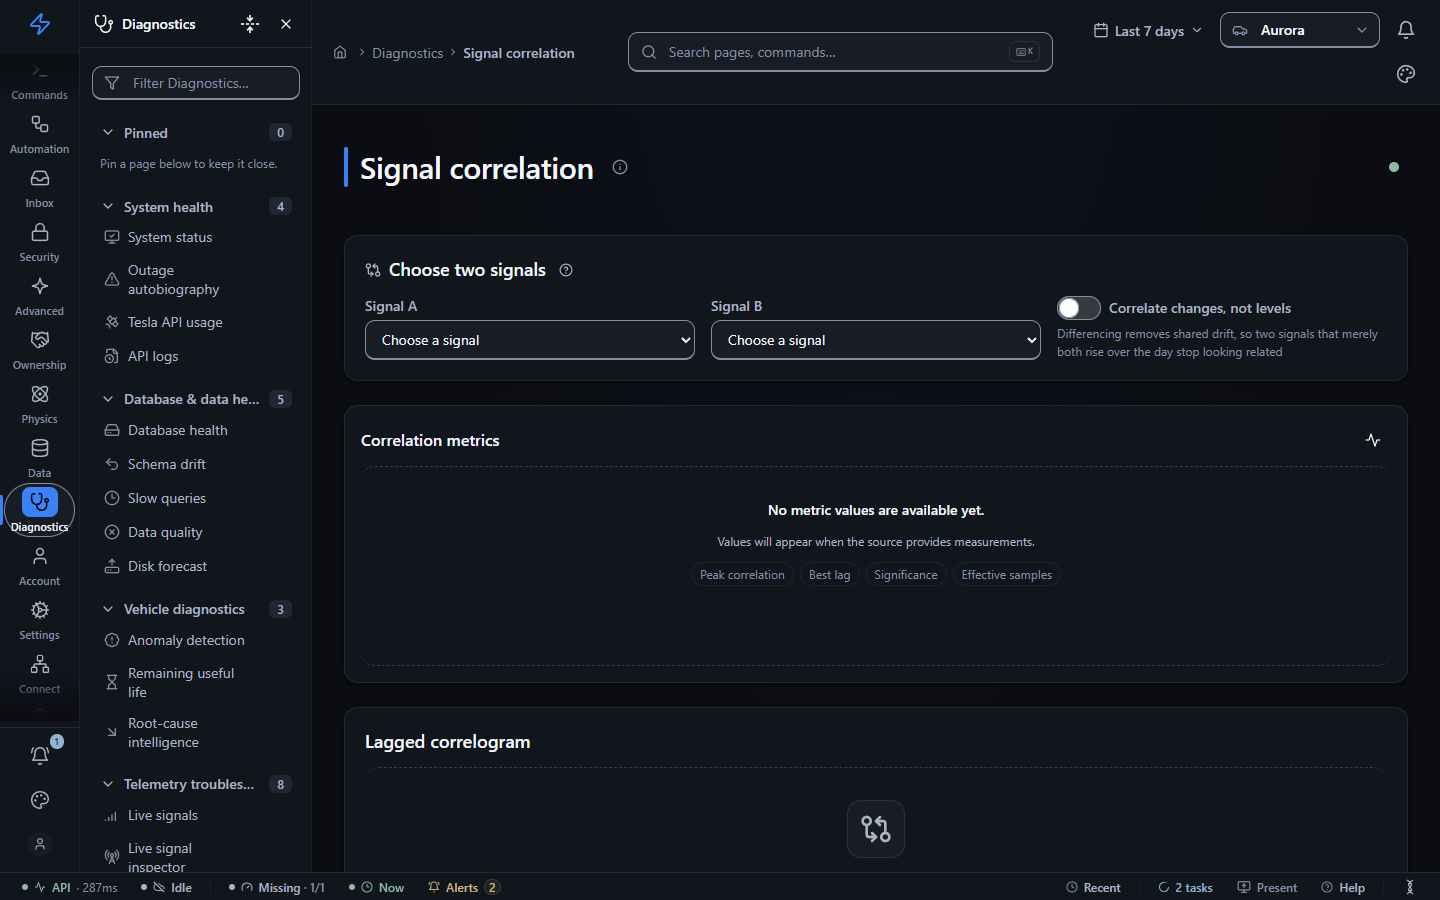 Diagnostics
Commands
Automation
Inbox
Security
Advanced
Ownership
Physics
Data
Diagnostics
Account
Settings
Connect
1
Filter Diagnostics...
Pinned
0
Pin a page below to keep it close.
System health
4
System status
Outage
autobiography
Tesla API usage
API logs
Database & data he...
5
Database health
Schema drift
Slow queries
Data quality
Disk forecast
Vehicle diagnostics
3
Anomaly detection
Remaining useful
life
Root-cause
intelligence
Telemetry troubles...
8
Live signals
Live signal
inspector
Diagnostics
Signal correlation
Search pages, commands...
K
Last 7 days
Aurora
Signal correlation
Choose two signals
Signal A
Choose a signal
Signal B
Choose a signal
Correlate changes, not levels
Differencing removes shared drift, so two signals that merely
both rise over the day stop looking related
Correlation metrics
No metric values are available yet.
Values will appear when the source provides measurements.
Peak correlation
Best lag
Significance
Effective samples
Lagged correlogram
API · 287ms
Idle
Missing · 1/1
Now
Alerts 2
Recent
2 tasks
Present
Help